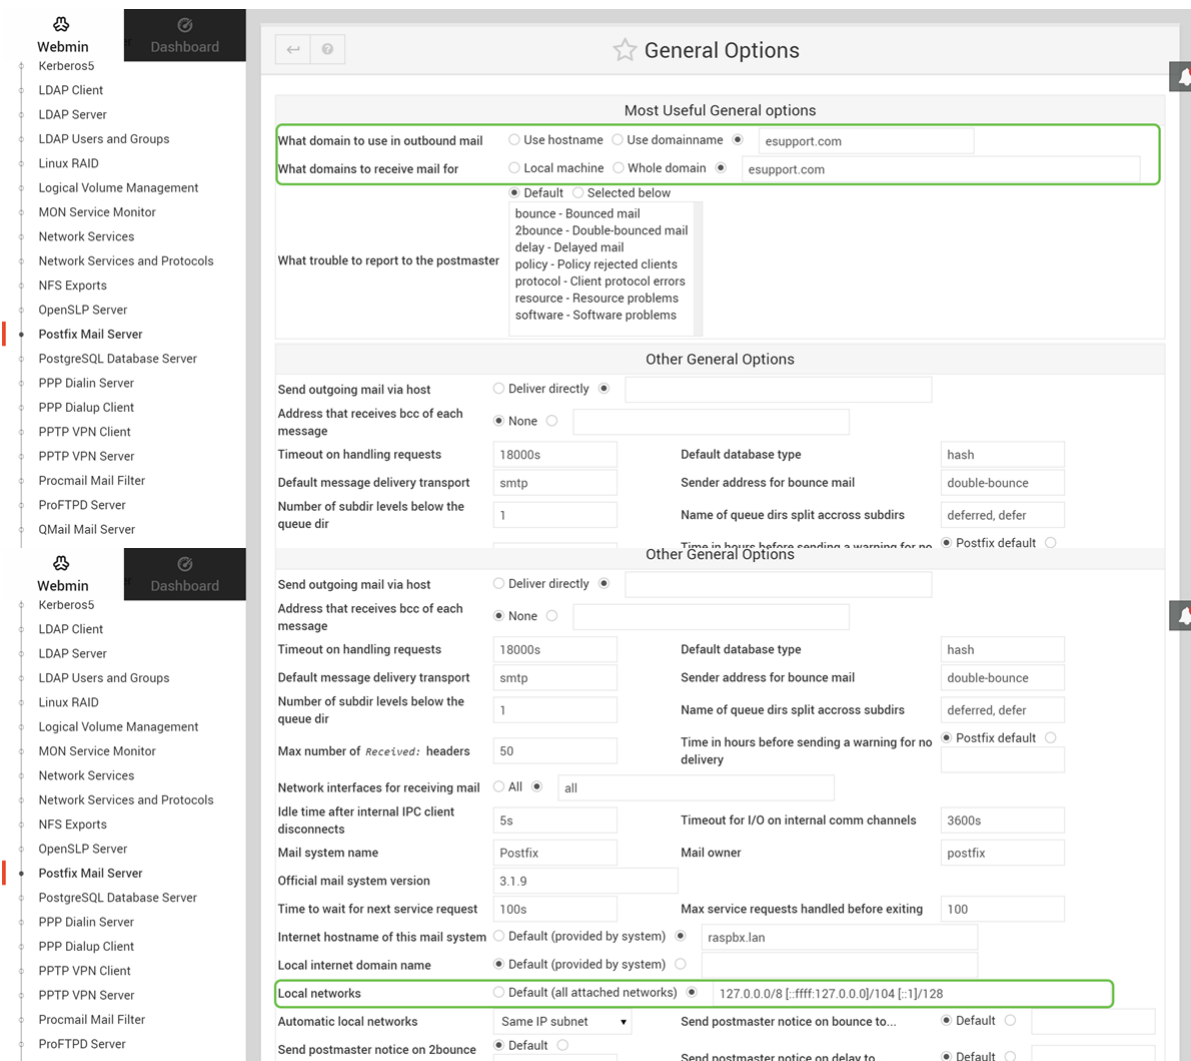 Webmin
Dashboard
Kerberos5
LDAP Client
LDAP Server
LDAP Users and Groups
Linux RAID
Logical Volume Management
MON Service Monitor
Network Services
Network Services and Protocols
NFS Exports
OpenSLP Server
Postfix Mail Server
PostgreSQL Database Server
PPP Dialin Server
PPP Dialup Client
PPTP VPN Client
PPTP VPN Server
Procmail Mail Filter
ProFTPD Server
QMail Mail Server
General Options
Most Useful General options
What domain to use in outbound mail Use hostname Use domainname esupport.com
What domains to receive mail for Local machine Whole domain esupport.com
Default Selected below
bounce - Bounced mail
2bounce - Double-bounced mail
delay - Delayed mail
What trouble to report to the postmaster policy - Policy rejected clients
protocol - Client protocol errors
resource - Resource problems
software - Software problems
Other General Options
Send outgoing mail via host Deliver directly
Address that receives bcc of each
message None
Timeout on handling requests 18000s Default database type hash
Default message delivery transport smtp Sender address for bounce mail double-bounce
Number of subdir levels below the
queue dir 1 Name of queue dirs split accross subdirs deferred, defer
Time in hours before sending a warning for no Postfix default
Webmin
Dashboard
Kerberos5
LDAP Client
LDAP Server
LDAP Users and Groups
Linux RAID
Logical Volume Management
MON Service Monitor
Network Services
Network Services and Protocols
NFS Exports
OpenSLP Server
Postfix Mail Server
PostgreSQL Database Server
PPP Dialin Server
PPP Dialup Client
PPTP VPN Client
PPTP VPN Server
Procmail Mail Filter
ProFTPD Server
Other General Options
Send outgoing mail via host Deliver directly
Address that receives bcc of each
message None
Timeout on handling requests 18000s Default database type hash
Default message delivery transport smtp Sender address for bounce mail double-bounce
Number of subdir levels below the
queue dir 1 Name of queue dirs split accross subdirs deferred, defer
Max number of Received: headers 50 Time in hours before sending a warning for no
delivery Postfix default
Network interfaces for receiving mail All all
Idle time after internal IPC client
disconnects 5s Timeout for I/O on internal comm channels 3600s
Mail system name Postfix Mail owner postfix
Official mail system version 3.1.9
Time to wait for next service request 100s Max service requests handled before exiting 100
Internet hostname of this mail system Default (provided by system) raspbx.lan
Local internet domain name Default (provided by system)
Local networks Default (all attached networks) 127.0.0.0/8 [::ffff:127.0.0.0]/104 [::1]/128
Automatic local networks Same IP subnet Send postmaster notice on bounce to... Default
Send postmaster notice on 2bounce Default Send postmaster notice on delay to Default